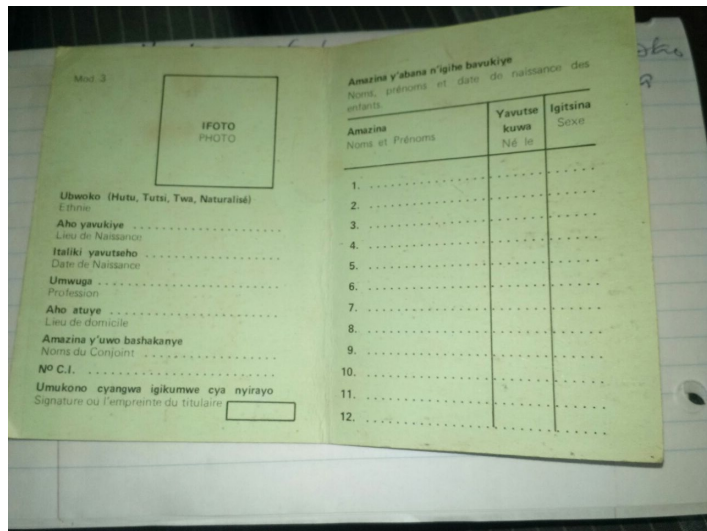 Mod. 3
IFOTO
PHOTO
Ubwoko (Hutu, Tutsi, Twa, Naturalisé)
Ethnie
Aho yavukiye ........................
Lieu de Naissance
Italiki yavutseho ........................
Date de Naissance
Umwuga ........................
Profession
Aho atuye ........................
Lieu de domicile
Amazina y'uwo bashakanye
Noms du Conjoint ........................
Nº C.I. ........................
Umukono cyangwa igikumwe cya nyirayo
Signature ou l'empreinte du titulaire
Amazina y'abana n'igihe bavukiye
Noms, prénoms et date de naissance des
enfants.
Amazina
Noms et Prénoms
Yavutse
kuwa
Né le
Igitsina
Sexe
1. ........................
2. ........................
3. ........................
4. ........................
5. ........................
6. ........................
7. ........................
8. ........................
9. ........................
10. ........................
11. ........................
12. ........................